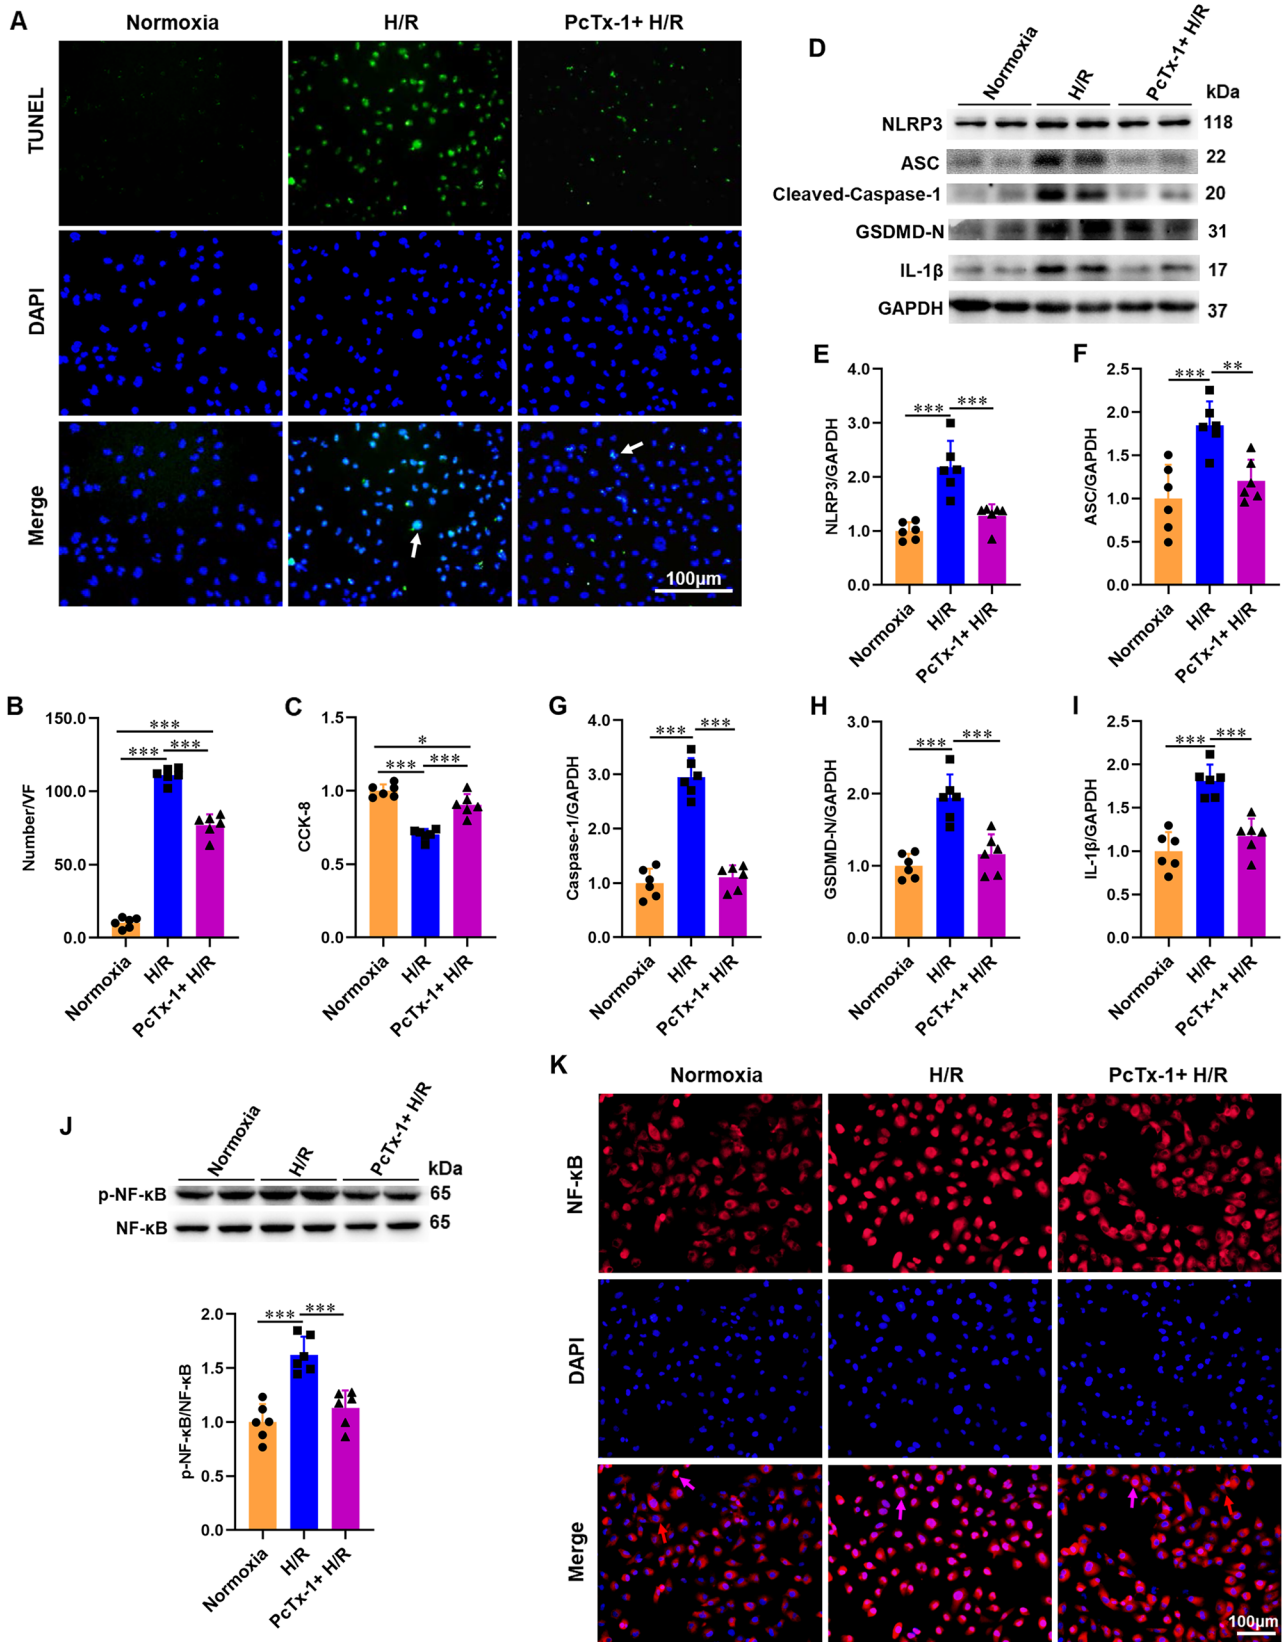 A
Normoxia
H/R
PcTx-1+ H/R
TUNEL
DAPI
Merge
100μm
D
Normoxia
H/R
PcTx-1+ H/R
kDa
NLRP3
118
ASC
22
Cleaved-Caspase-1
20
GSDMD-N
31
IL-1β
17
GAPDH
37
E
NLRP3/GAPDH
4.0
3.0
2.0
1.0
0.0
***
***
Normoxia
H/R
PcTx-1+ H/R
F
ASC/GAPDH
2.5
2.0
1.5
1.0
0.5
0.0
***
**
Normoxia
H/R
PcTx-1+ H/R
B
Number/VF
150.0
100.0
50.0
0.0
***
***
***
Normoxia
H/R
PcTx-1+ H/R
C
CCK-8
1.5
1.0
0.5
0.0
*
***
***
Normoxia
H/R
PcTx-1+ H/R
G
Caspase-1/GAPDH
4.0
3.0
2.0
1.0
0.0
***
***
Normoxia
H/R
PcTx-1+ H/R
H
GSDMD-N/GAPDH
3.0
2.0
1.0
0.0
***
***
Normoxia
H/R
PcTx-1+ H/R
I
IL-1β/GAPDH
2.5
2.0
1.5
1.0
0.5
0.0
***
***
Normoxia
H/R
PcTx-1+ H/R
J
Normoxia
H/R
PcTx-1+ H/R
kDa
p-NF-κB
65
NF-κB
65
p-NF-κB/NF-κB
2.0
1.5
1.0
0.5
0.0
***
***
Normoxia
H/R
PcTx-1+ H/R
K
Normoxia
H/R
PcTx-1+ H/R
NF-κB
DAPI
Merge
100μm